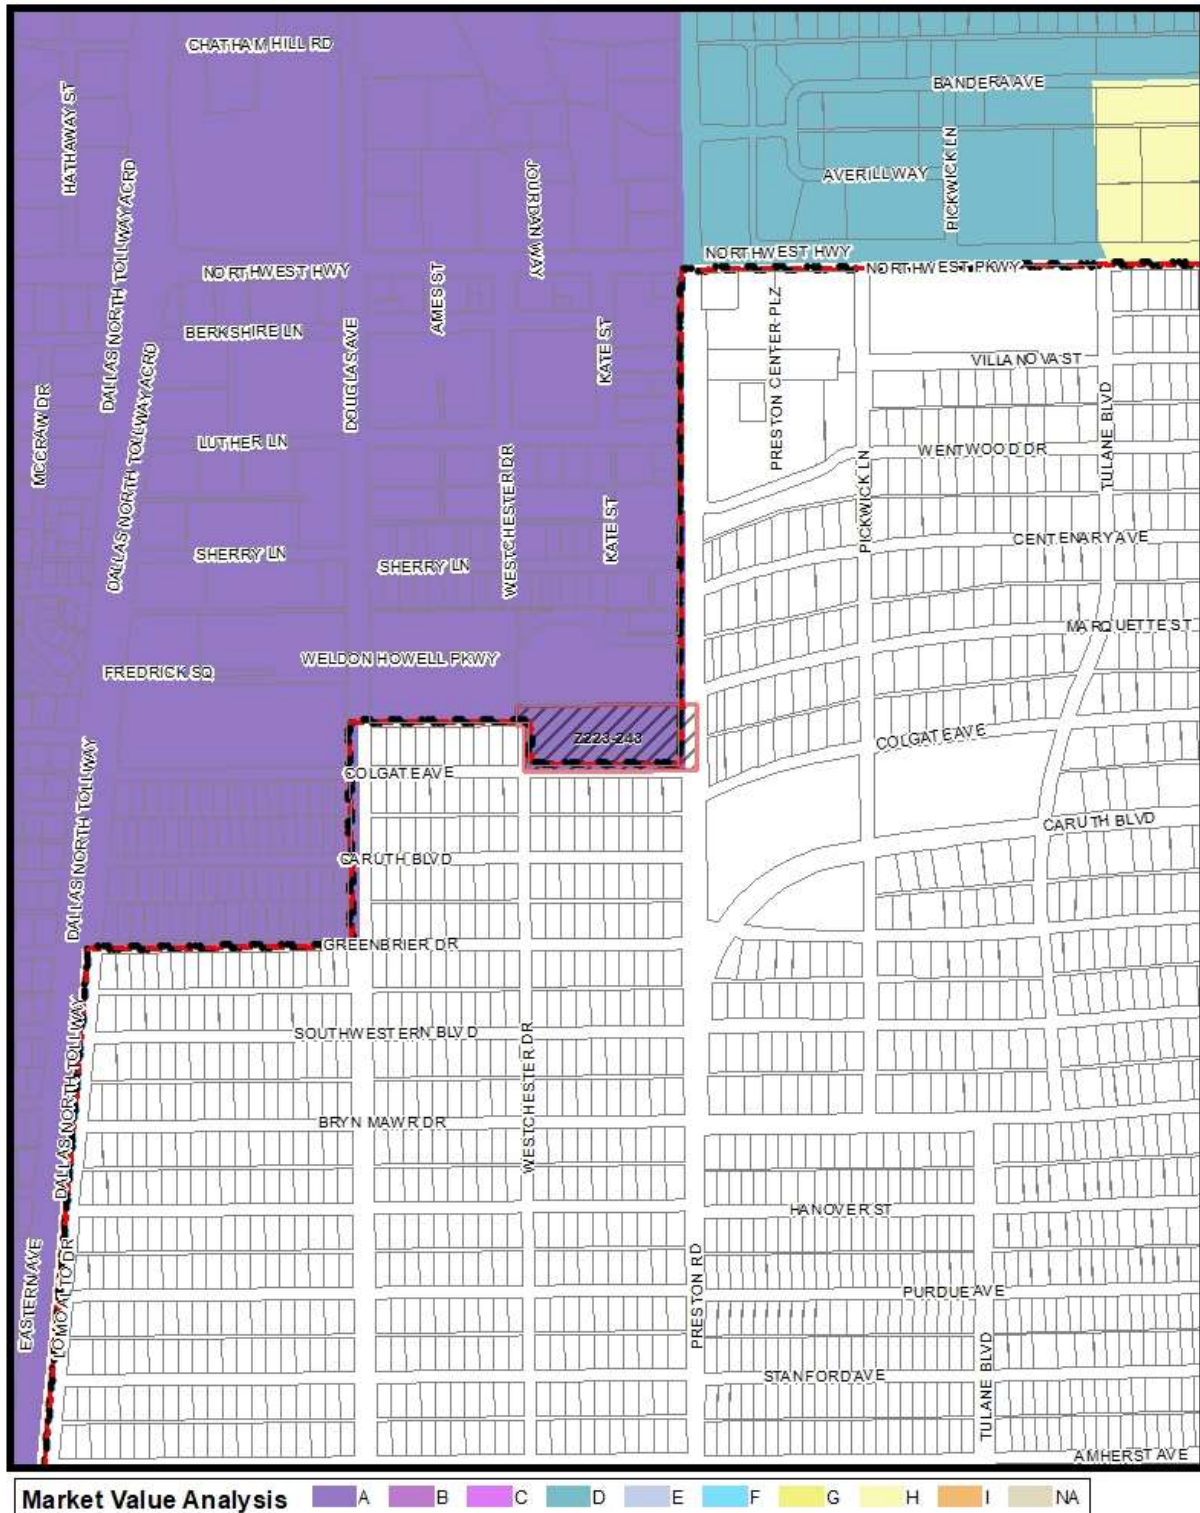 CHATHAM HILL RD
HATHAWAY ST
BANDERA AVE
DALLAS NORTH TOLLWAY ACRD
JOURDAN WAY
PICKWICK LN
AVERILL WAY
NORTHWEST HWY
NORTHWEST HWY
NORTHWEST PKWY
AMES ST
BERKSHIRE LN
DOUGLAS AVE
KATE ST
PRESTON CENTER PLZ
VILLANOVA ST
MCCRAW DR
DALLAS NORTH TOLLWAY ACRD
TULANE BLVD
LUTHER LN
WESTCHESTER DR
WENTWOOD DR
PICKWICK LN
KATE ST
SHERRY LN
SHERRY LN
CENTENARY AVE
MARQUETTE ST
WELDON HOWELL PKWY
FREDRICK SQ
Z223-243
COLGATE AVE
COLGATE AVE
DALLAS NORTH TOLLWAY
CARUTH BLVD
CARUTH BLVD
GREENBRIER DR
SOUTHWESTERN BLVD
DALLAS NORTH TOLLWAY
WESTCHESTER DR
BRYN MAWR DR
HANOVER ST
EASTERN AVE
LOMO ALTO DR
PRESTON RD
PURDUE AVE
STANFORD AVE
TULANE BLVD
AMHERST AVE
Market Value Analysis A B C D E F G H I NA